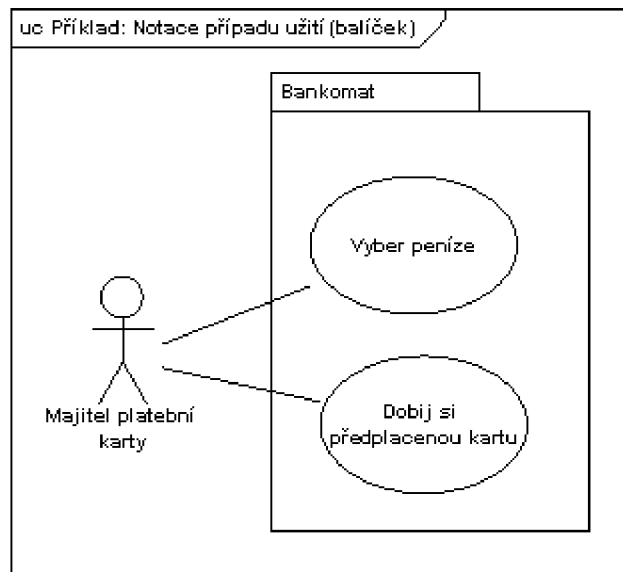 uc Příklad: Notace případu užití (balíček)
Bankomat
Vyber peníze
Majitel platební
karty
Dobij si
předplacenou kartu